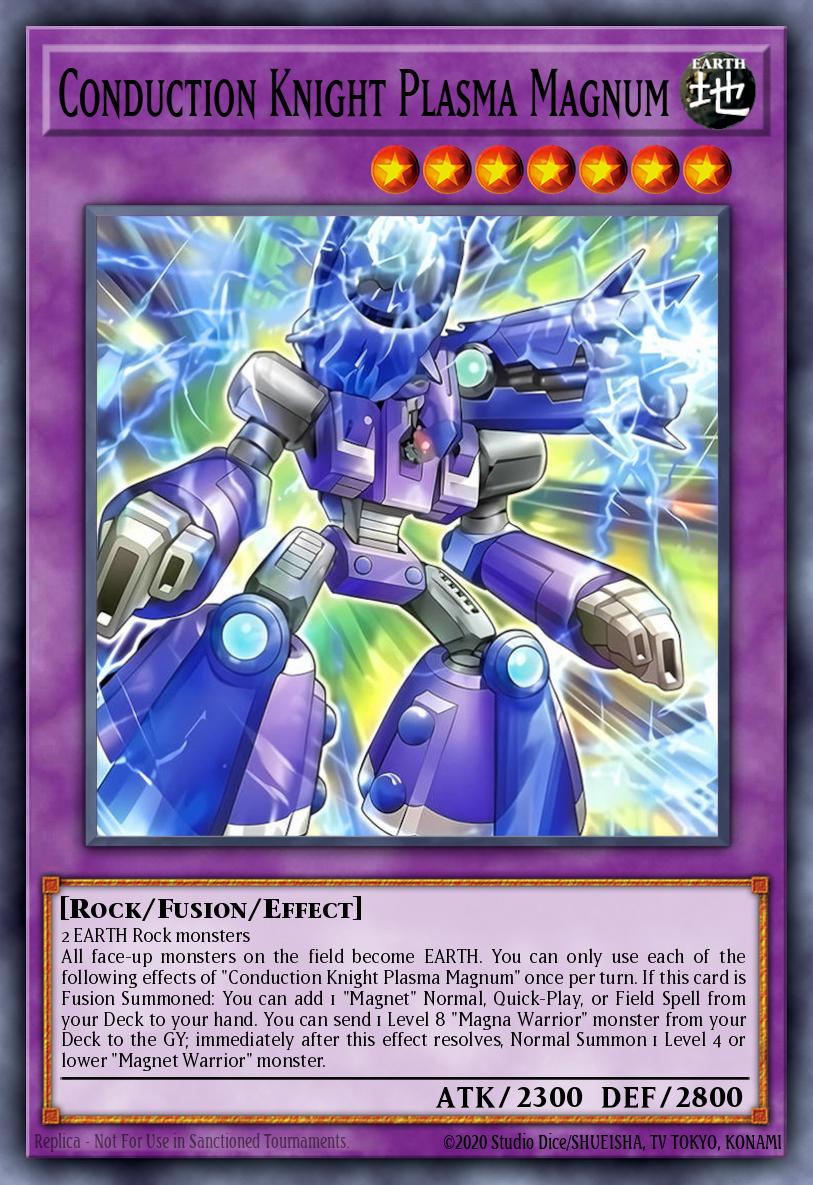 Conduction Knight Plasma Magnum
EARTH
地
[Rock/Fusion/Effect]
2 EARTH Rock monsters
All face-up monsters on the field become EARTH. You can only use each of the
following effects of "Conduction Knight Plasma Magnum" once per turn. If this card is
Fusion Summoned: You can add 1 "Magnet" Normal, Quick-Play, or Field Spell from
your Deck to your hand. You can send 1 Level 8 "Magna Warrior" monster from your
Deck to the GY; immediately after this effect resolves, Normal Summon 1 Level 4 or
lower "Magnet Warrior" monster.
ATK/2300 DEF/2800
Replica - Not For Use in Sanctioned Tournaments.
©2020 Studio Dice/SHUEISHA, TV TOKYO, KONAMI